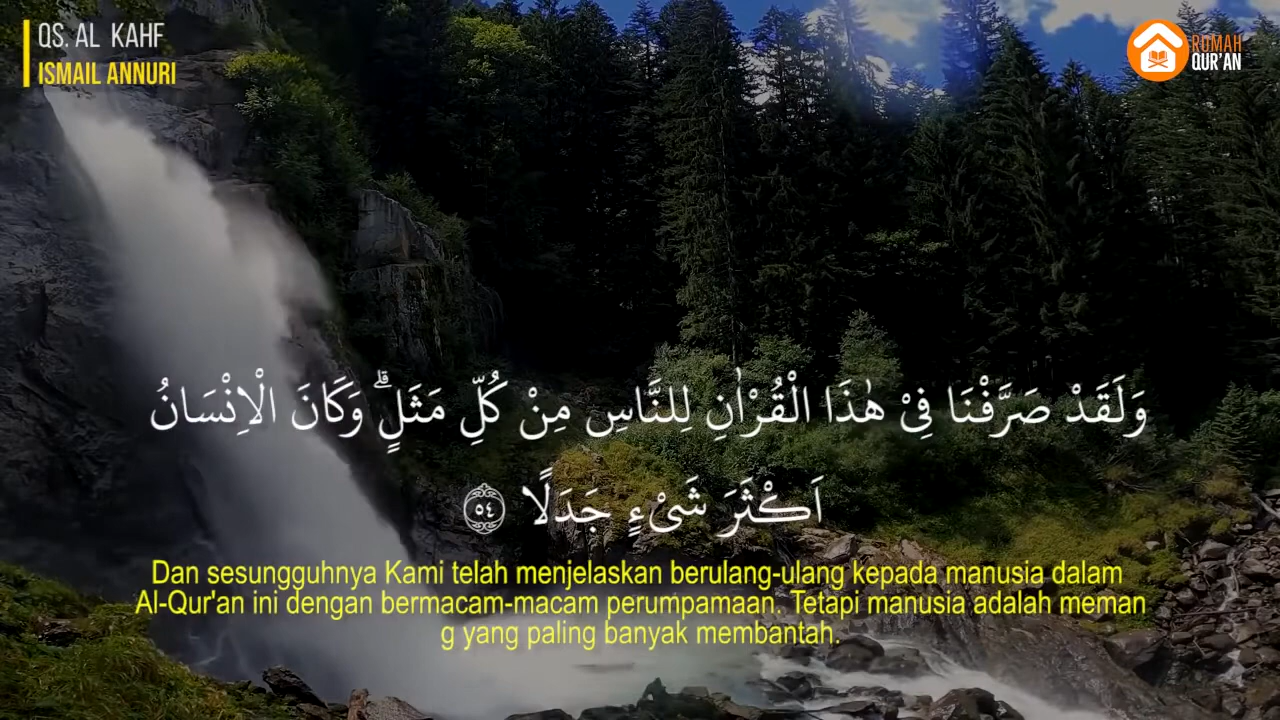 QS. AL KAHF
ISMAIL ANNURI
RUMAH
QUR'AN
وَلَقَدْ صَرَّفْنَا فِيْ هٰذَا الْقُرْاٰنِ لِلنَّاسِ مِنْ كُلِّ مَثَلٍۗ وَكَانَ الْاِنْسَانُ
اَكْثَرَ شَيْءٍ جَدَلًا ٥٤
Dan sesungguhnya Kami telah menjelaskan berulang-ulang kepada manusia dalam
Al-Qur'an ini dengan bermacam-macam perumpamaan. Tetapi manusia adalah meman
g yang paling banyak membantah.